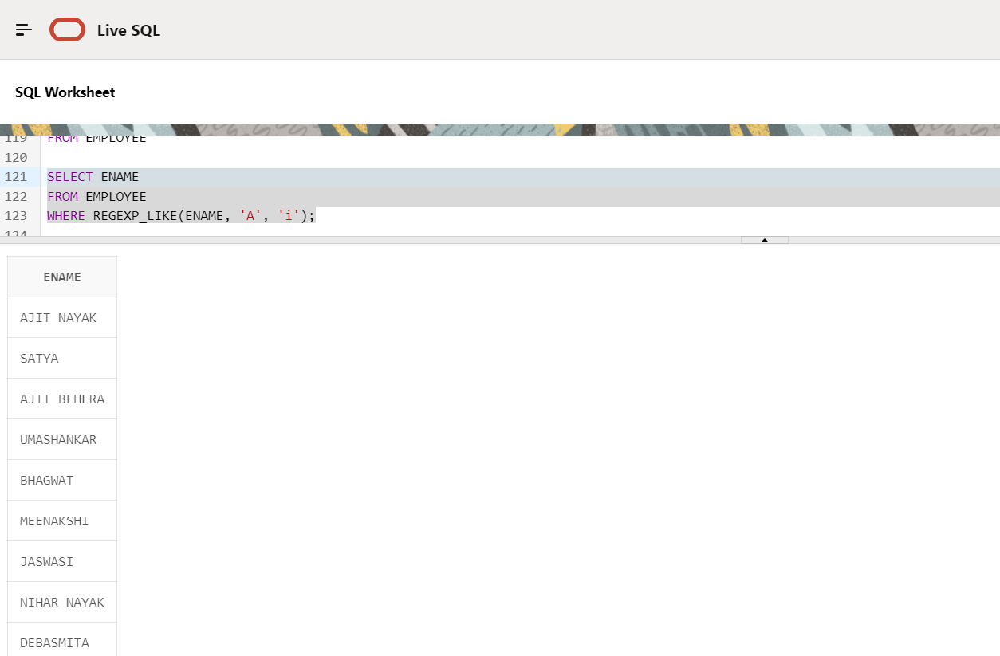 Live SQL
SQL Worksheet
119 FROM EMPLOYEE
120
121 SELECT ENAME
122 FROM EMPLOYEE
123 WHERE REGEXP_LIKE(ENAME, 'A', 'i');
124
ENAME
AJIT NAYAK
SATYA
AJIT BEHERA
UMASHANKAR
BHAGWAT
MEENAKSHI
JASWASI
NIHAR NAYAK
DEBASMITA